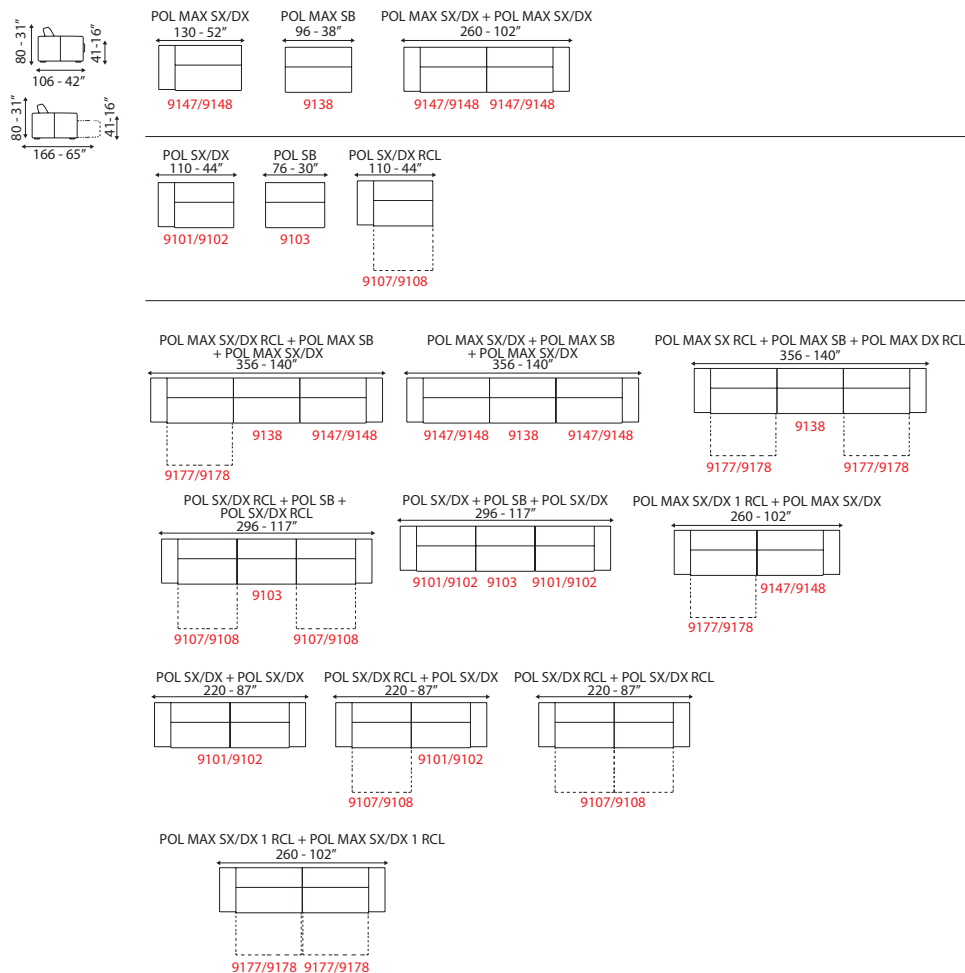 POL MAX SX/DX
130 - 52”
9147/9148
POL MAX SB
96 - 38”
9138
POL MAX SX/DX + POL MAX SX/DX
260 - 102”
9147/9148 9147/9148
80 - 31”
41-16”
106 - 42”
80 - 31”
41-16”
166 - 65”
POL SX/DX
110 - 44”
9101/9102
POL SB
76 - 30”
9103
POL SX/DX RCL
110 - 44”
9107/9108
POL MAX SX/DX RCL + POL MAX SB
+ POL MAX SX/DX
356 - 140”
9138 9147/9148
9177/9178
POL MAX SX/DX + POL MAX SB
+ POL MAX SX/DX
356 - 140”
9147/9148 9138 9147/9148
POL MAX SX RCL + POL MAX SB + POL MAX DX RCL
356 - 140”
9138
9177/9178 9177/9178
POL SX/DX RCL + POL SB +
POL SX/DX RCL
296 - 117”
9103
9107/9108 9107/9108
POL SX/DX + POL SB + POL SX/DX
296 - 117”
9101/9102 9103 9101/9102
POL MAX SX/DX 1 RCL + POL MAX SX/DX
260 - 102”
9147/9148
9177/9178
POL SX/DX + POL SX/DX
220 - 87”
9101/9102
POL SX/DX RCL + POL SX/DX
220 - 87”
9101/9102
9107/9108
POL SX/DX RCL + POL SX/DX RCL
220 - 87”
9107/9108
POL MAX SX/DX 1 RCL + POL MAX SX/DX 1 RCL
260 - 102”
9177/9178 9177/9178